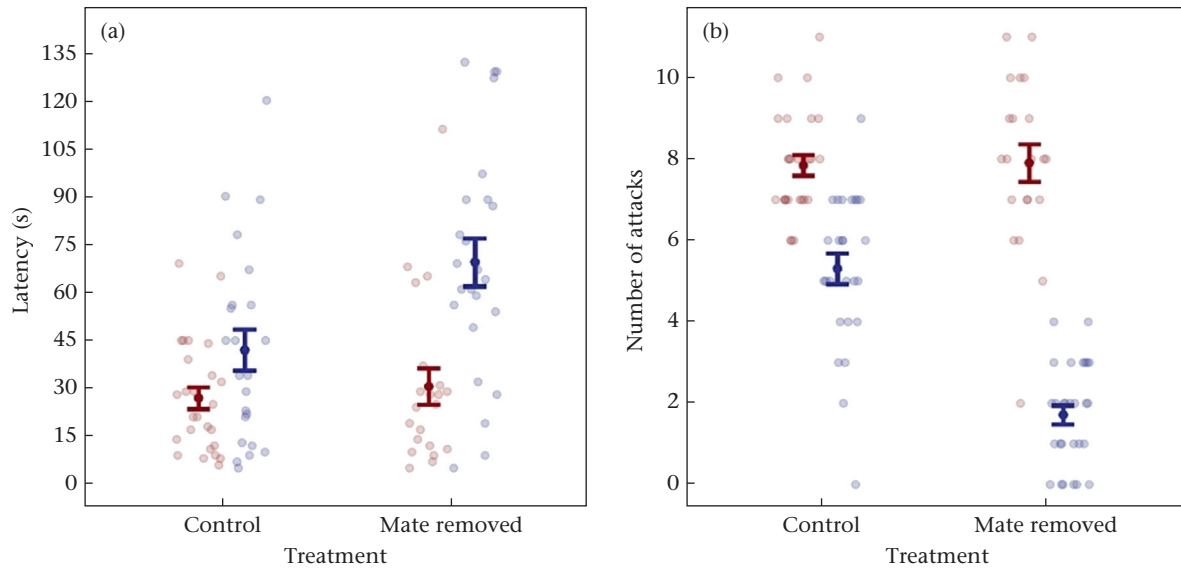 (a)
Latency (s)
135
120
105
90
75
60
45
30
15
0
Control
Mate removed
Treatment
(b)
Number of attacks
10
8
6
4
2
0
Control
Mate removed
Treatment